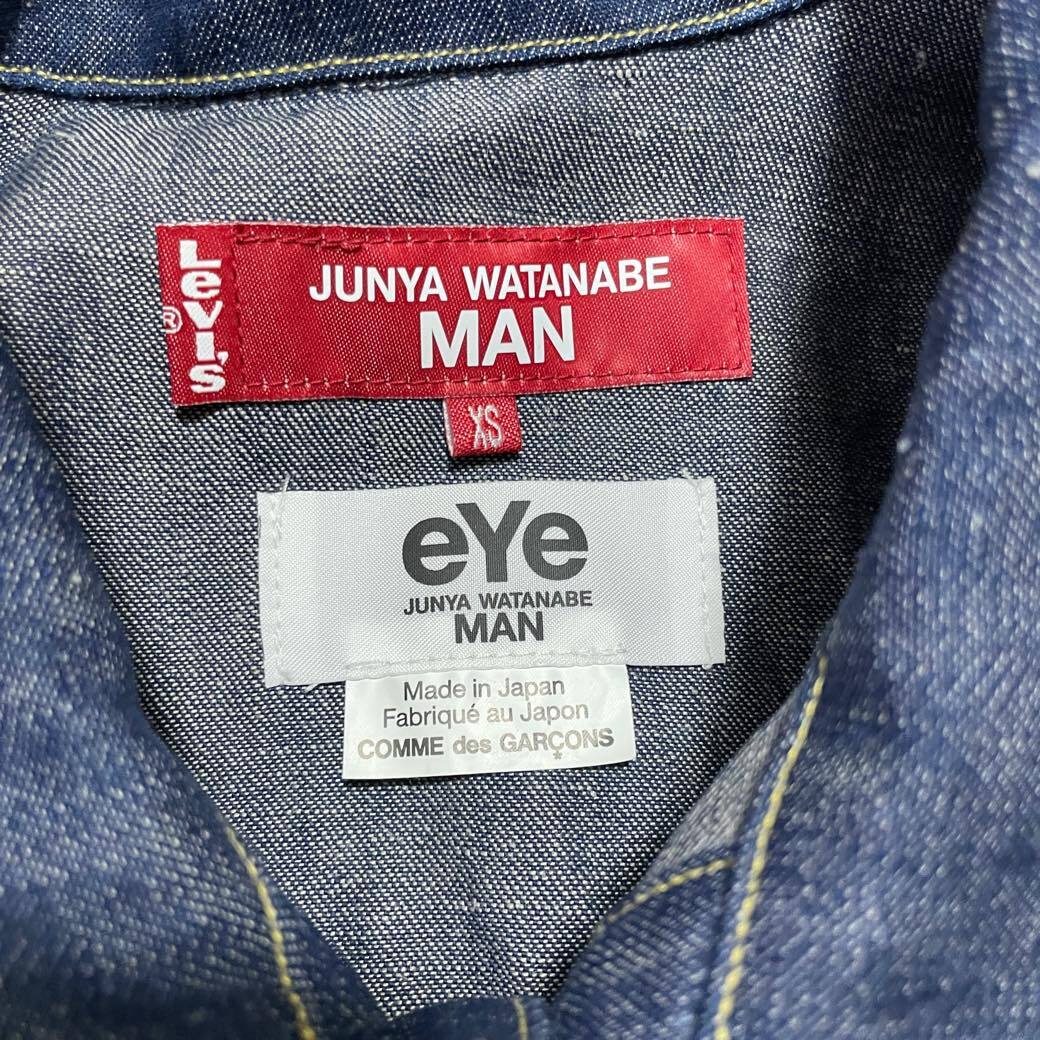 Levi's
®
JUNYA WATANABE
MAN
XS
eYe
JUNYA WATANABE
MAN
Made in Japan
Fabriqué au Japon
COMME des GARÇONS